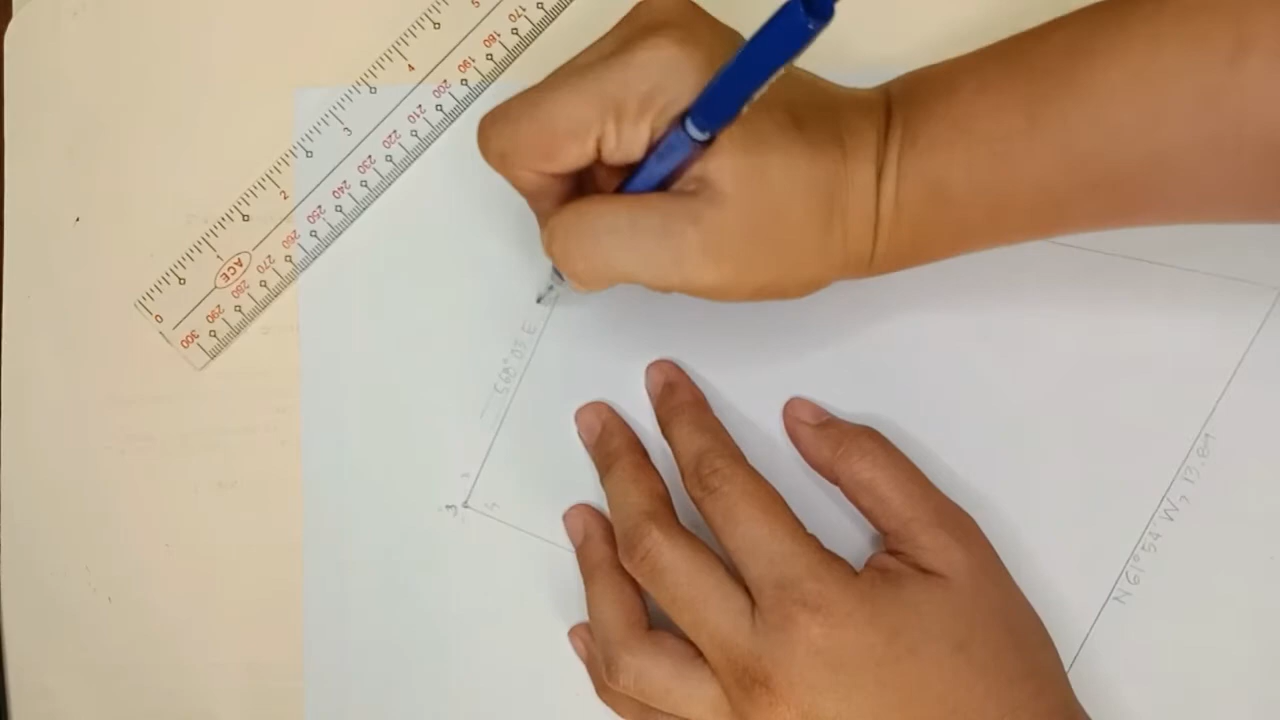 0 1 2 3 4 5
ACE
300 290 280 270 260 250 240 230 220 210 200 190 180 170
S60°03'E
3
N61°54'W, 13.89